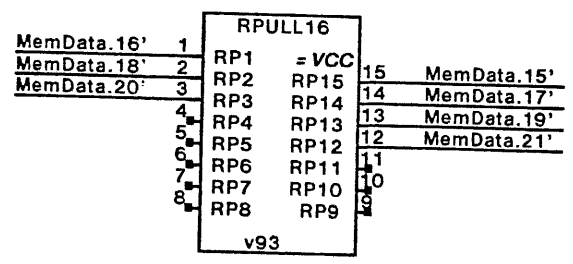 RPULL16
MemData.16' 1 RP1 =VCC
MemData.18' 2 RP2 RP15 15 MemData.15'
MemData.20' 3 RP3 RP14 14 MemData.17'
4 RP4 RP13 13 MemData.19'
5 RP5 RP12 12 MemData.21'
6 RP6 RP11 11
7 RP7 RP10 10
8 RP8 RP9 9
v93